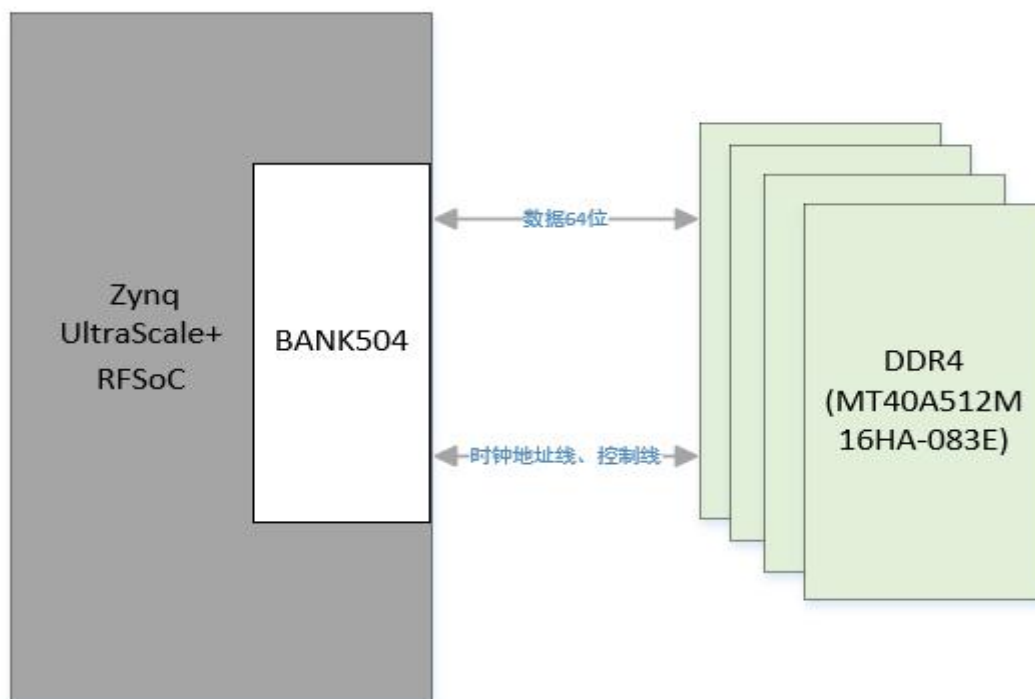 Zynq
UltraScale+
RFSoC
BANK504
数据64位
时钟地址线、控制线
DDR4
(MT40A512M
16HA-083E)